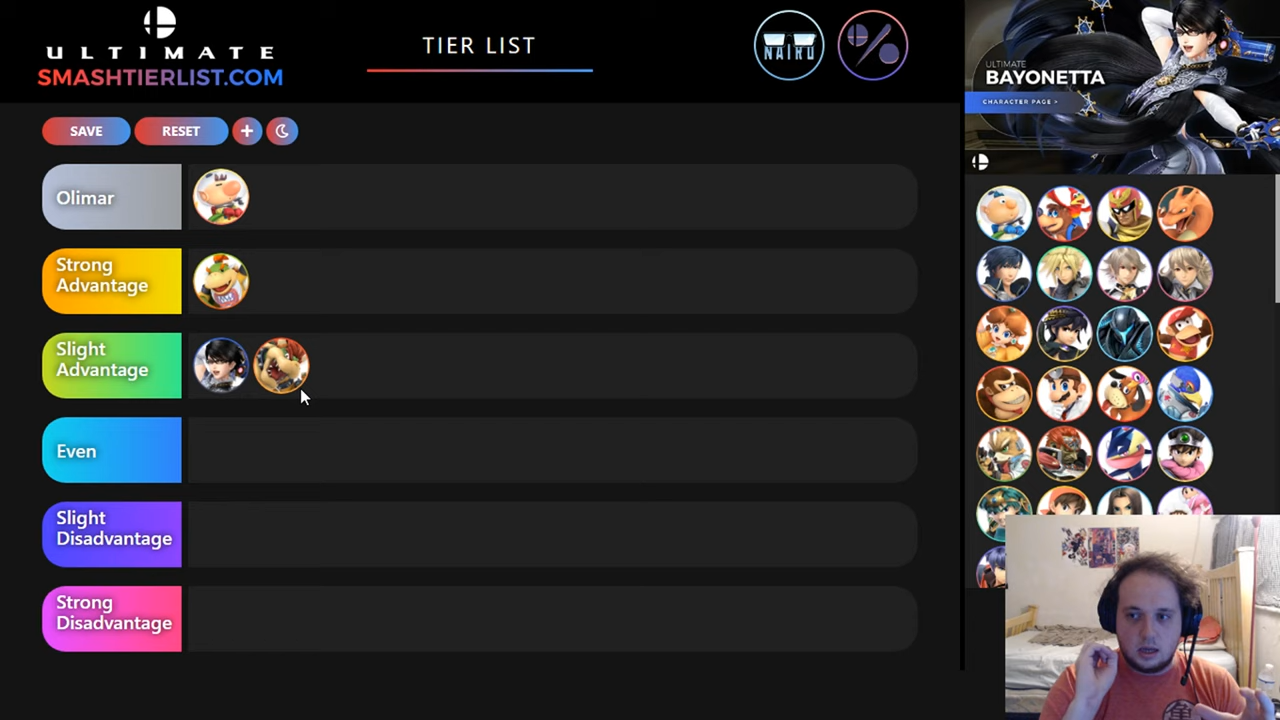 ULTIMATE
SMASHTIERLIST.COM
TIER LIST
NAIRO
ULTIMATE
BAYONETTA
CHARACTER PAGE >
SAVE
RESET
+
Olimar
Strong
Advantage
Slight
Advantage
Even
Slight
Disadvantage
Strong
Disadvantage